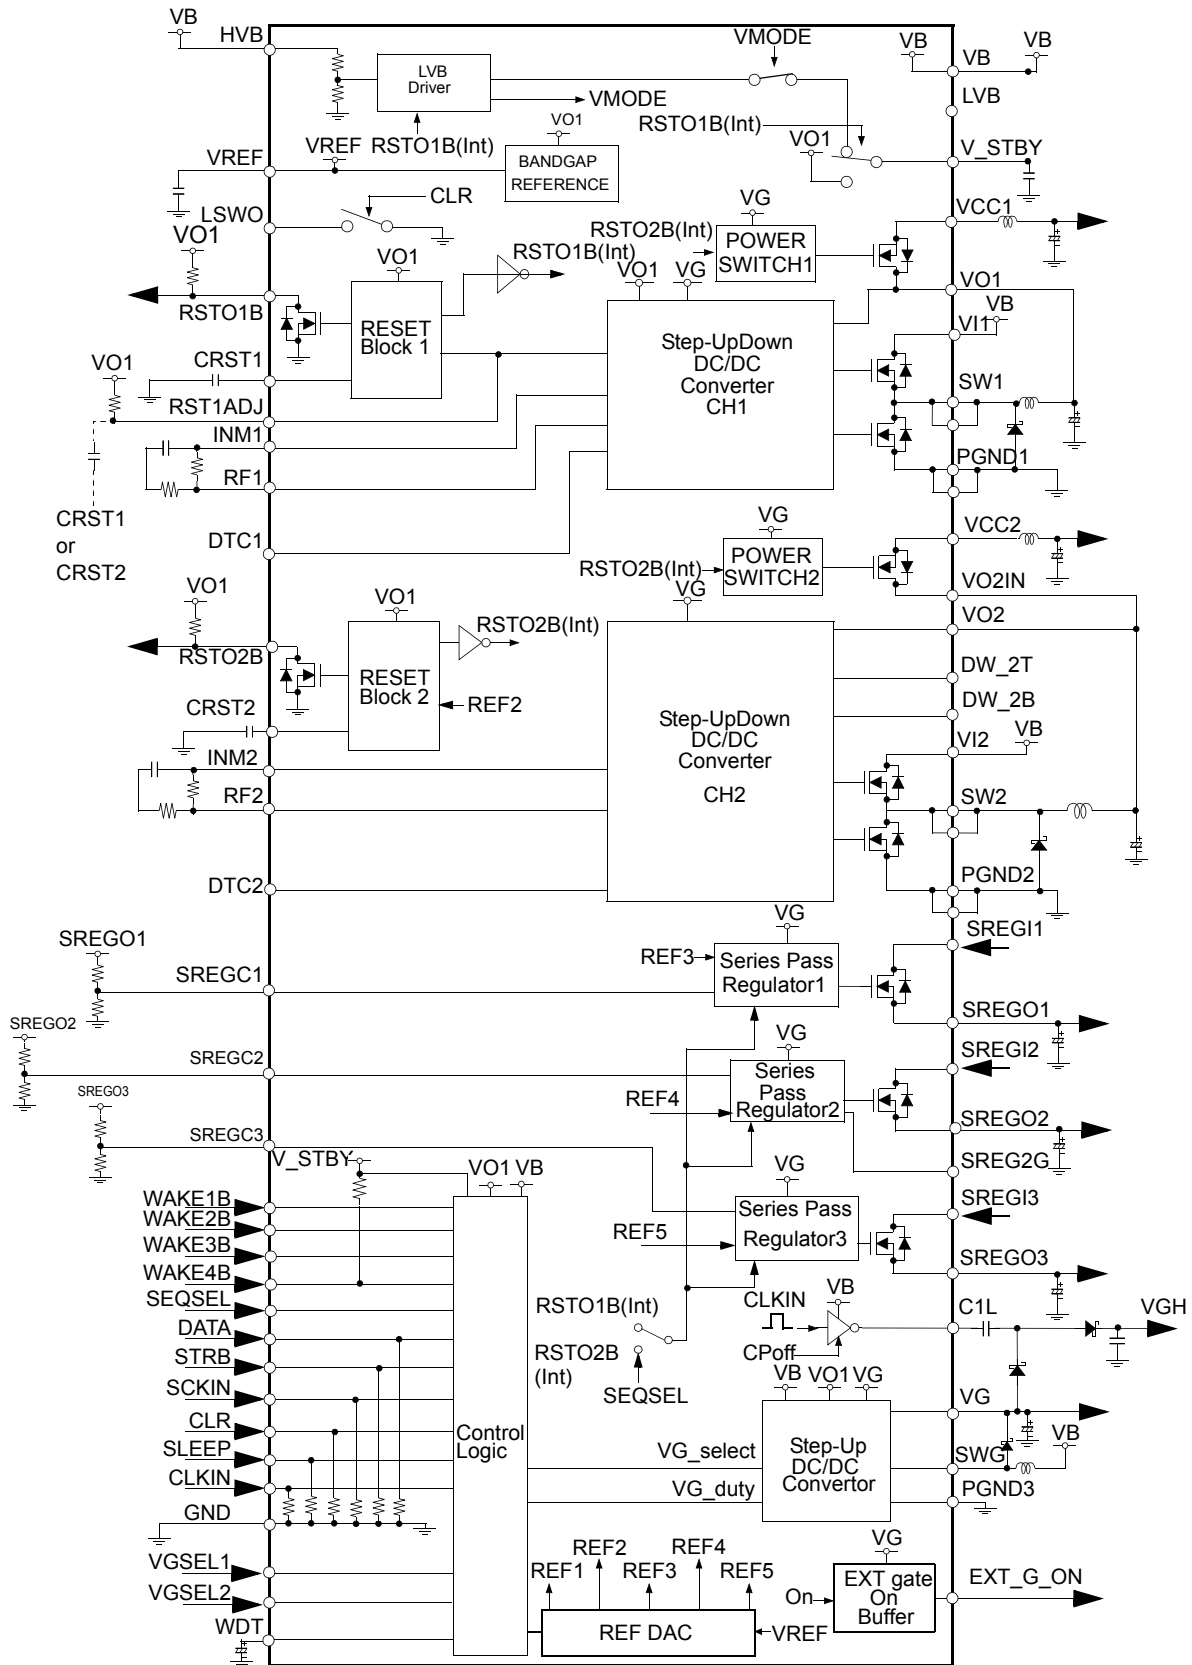 VB
HVB
VMODE
VB
VB
VB
LVB
Driver
VMODE
LVB
RSTO1B(Int)
VO1
RSTO1B(Int)
VREF
VREF
BANDGAP
REFERENCE
VO1
V_STBY
CLR
LSWO
VG
VCC1
RSTO2B(Int)
POWER
SWITCH1
VO1
VO1
RSTO1B(Int)
VO1
VG
VO1
RSTO1B
RESET
Block 1
Step-UpDown
DC/DC
Converter
CH1
VB
VI1
CRST1
VO1
SW1
RST1ADJ
INM1
RF1
PGND1
CRST1
or
CRST2
DTC1
VG
VCC2
RSTO2B(Int)
POWER
SWITCH2
VO1
VO1
VG
VO2IN
RSTO2B(Int)
VO2
RSTO2B
RESET
Block 2
REF2
DW_2T
CRST2
DW_2B
Step-UpDown
DC/DC
Converter
CH2
INM2
VI2
VB
RF2
SW2
DTC2
PGND2
VG
SREGI1
SREGO1
REF3
Series Pass
Regulator1
SREGC1
SREGO1
SREGO2
VG
SREGI2
SREGC2
Series
Pass
Regulator2
SREGO3
REF4
SREGO2
SREGC3
SREG2G
V_STBY
VO1
VB
VG
SREGI3
WAKE1B
WAKE2B
Series Pass
Regulator3
REF5
WAKE3B
SREGO3
WAKE4B
SEQSEL
RSTO1B(Int)
CLKIN
VB
C1L
VGH
DATA
STRB
RSTO2B
(Int)
CPoff
SCKIN
SEQSEL
VB
VO1
VG
VG
CLR
Control
Logic
SLEEP
VG_select
Step-Up
DC/DC
Convertor
SWG
VB
CLKIN
VG_duty
PGND3
GND
REF1
REF2
REF3
REF4
REF5
VG
VGSEL1
EXT gate
On
Buffer
EXT_G_ON
VGSEL2
On
WDT
REF DAC
VREF